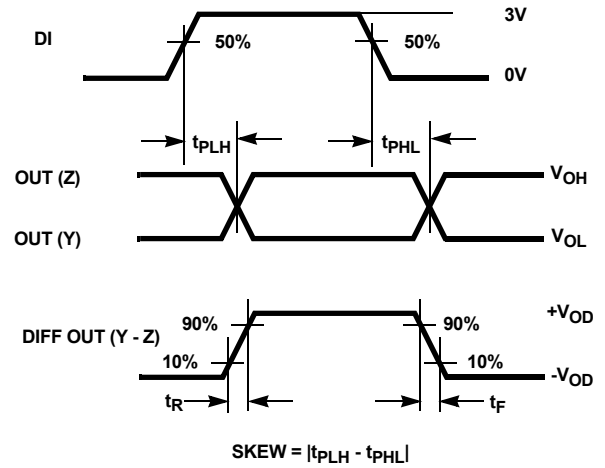 3V
DI
50%
50%
0V
tPLH
tPHL
OUT (Z)
VOH
OUT (Y)
VOL
+VOD
90%
90%
DIFF OUT (Y - Z)
10%
10%
-VOD
tR
tF
SKEW = |tPLH - tPHL|